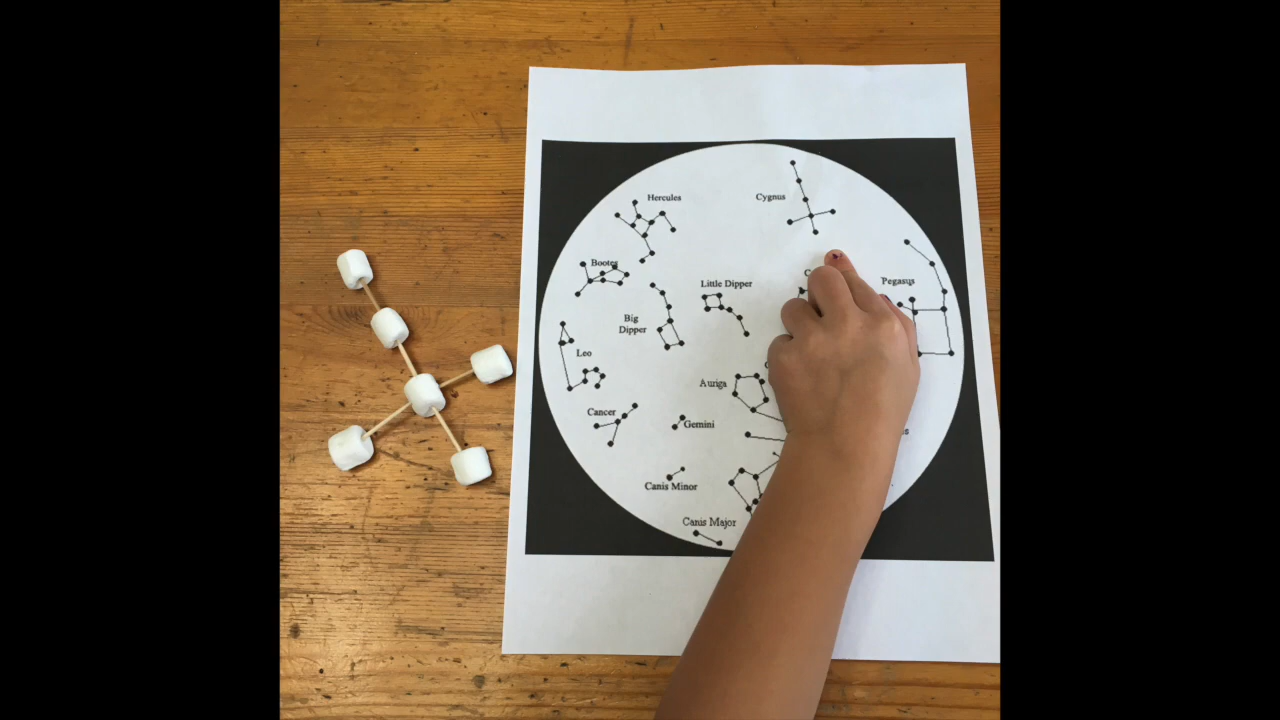 Hercules
Cygnus
Bootes
Little Dipper
Pegasus
Big
Dipper
Leo
Auriga
Cancer
Gemini
Canis Minor
Canis Major